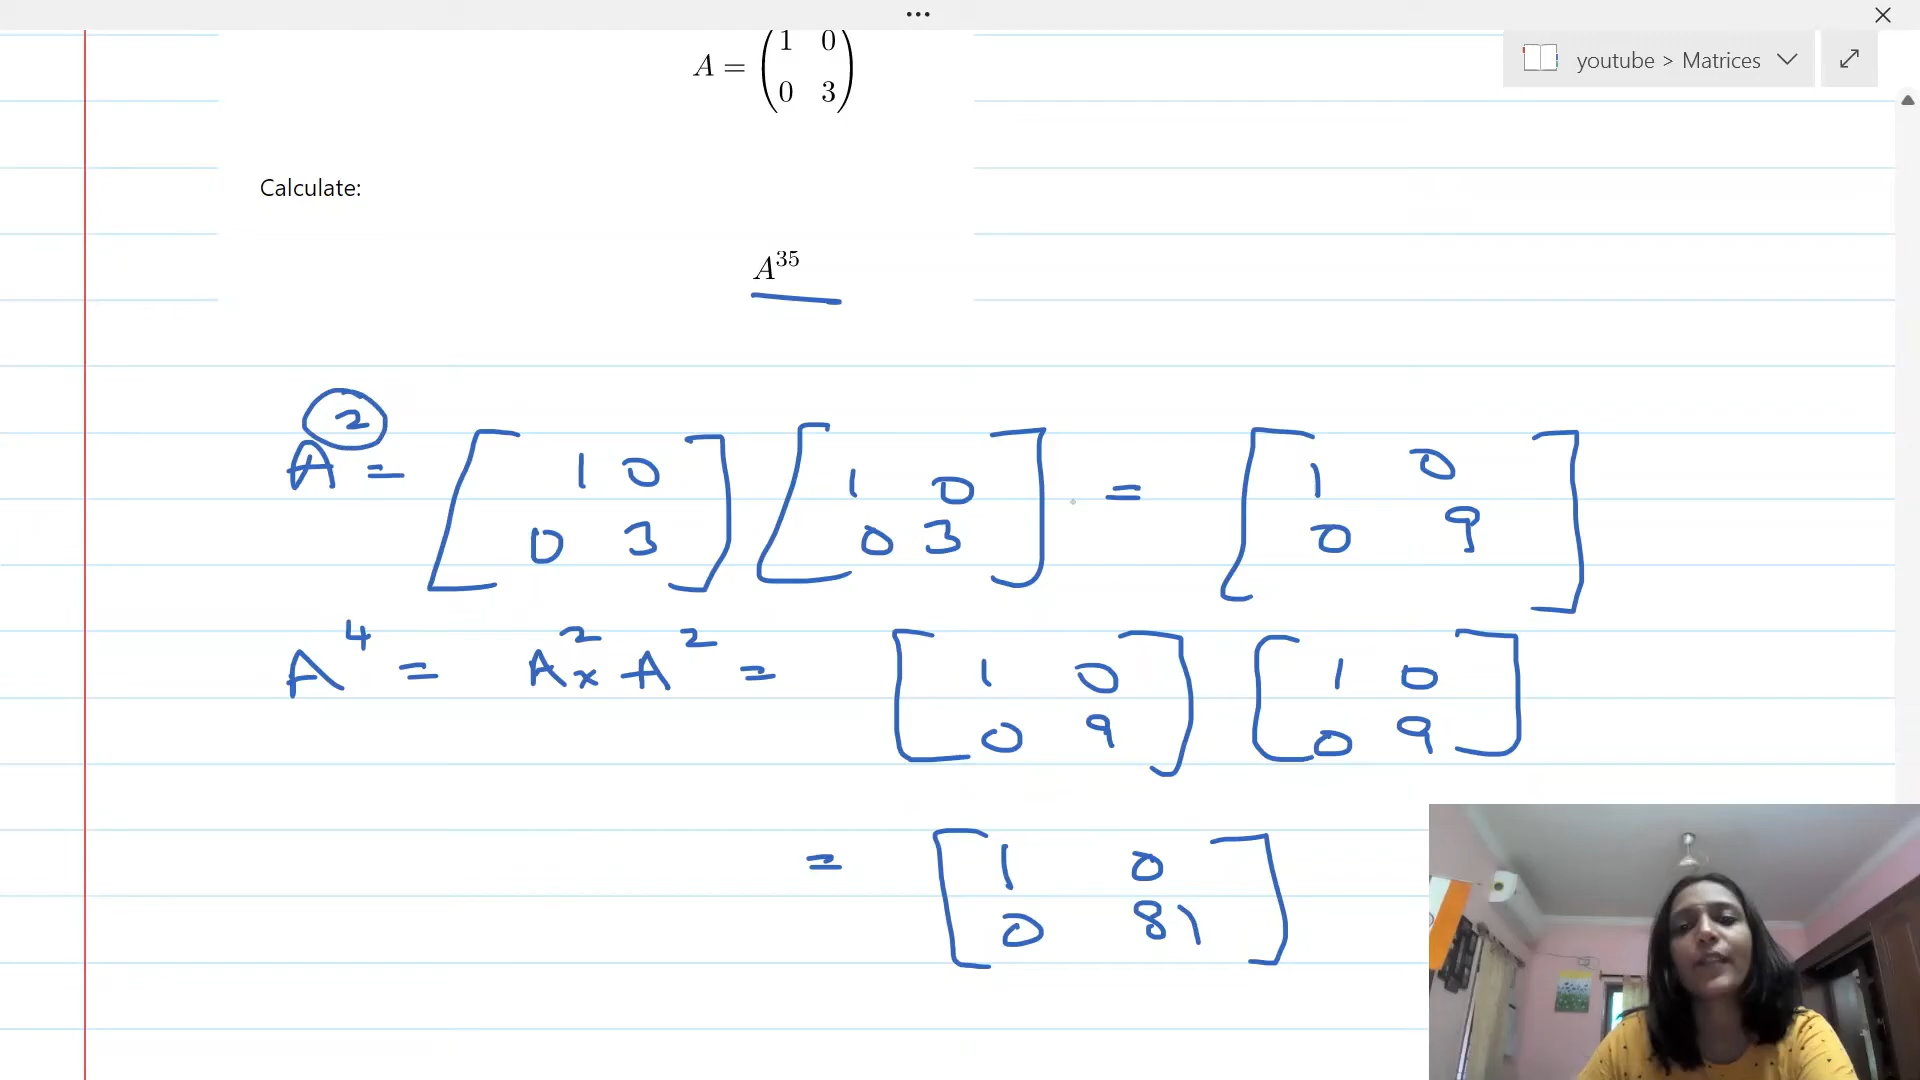 ...
youtube > Matrices
A = ( 1 0
0 3 )
Calculate:
A^35
A^2 = [ 1 0 ] [ 1 0 ] = [ 1 0 ]
0 3 0 3 0 9
A^4 = A^2 x A^2 = [ 1 0 ] [ 1 0 ]
0 9 0 9
= [ 1 0 ]
0 81